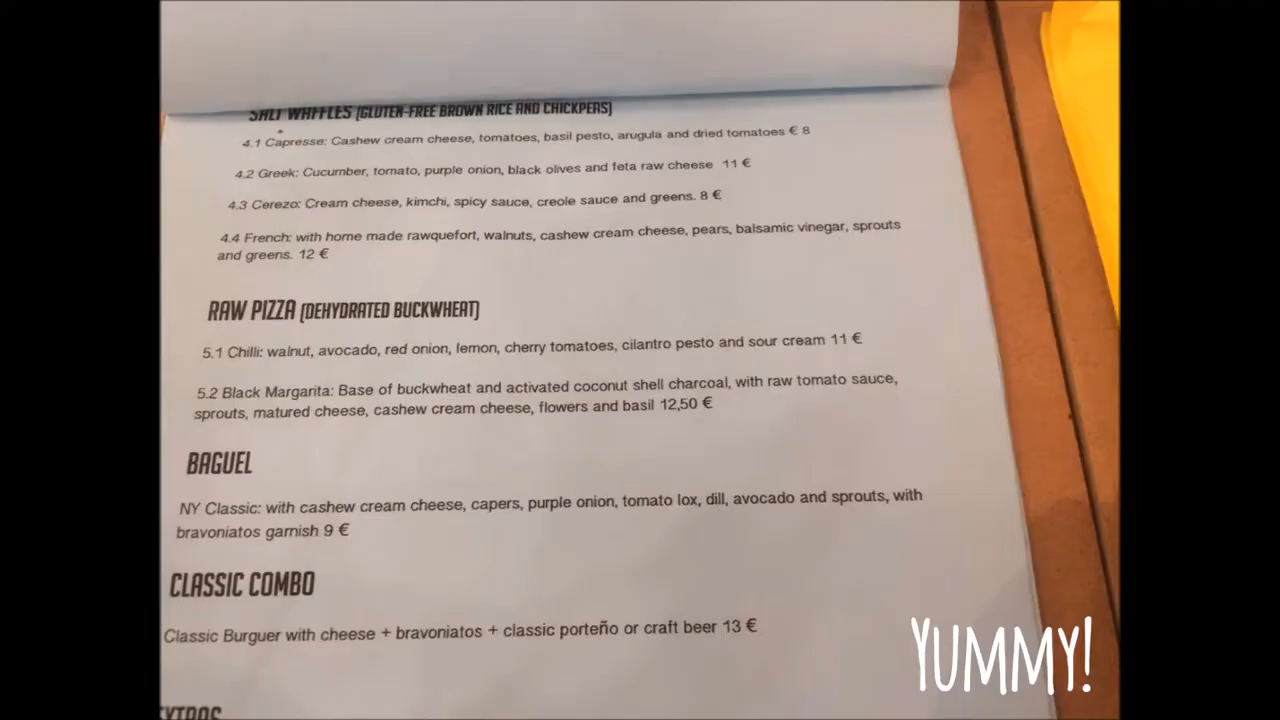 SALT WAFFLES (GLUTEN-FREE BROWN RICE AND CHICKPEAS)
4.1 Capresse: Cashew cream cheese, tomatoes, basil pesto, arugula and dried tomatoes € 8
4.2 Greek: Cucumber, tomato, purple onion, black olives and feta raw cheese 11 €
4.3 Cerezo: Cream cheese, kimchi, spicy sauce, creole sauce and greens. 8 €
4.4 French: with home made rawquefort, walnuts, cashew cream cheese, pears, balsamic vinegar, sprouts
and greens. 12 €
RAW PIZZA (DEHYDRATED BUCKWHEAT)
5.1 Chilli: walnut, avocado, red onion, lemon, cherry tomatoes, cilantro pesto and sour cream 11 €
5.2 Black Margarita: Base of buckwheat and activated coconut shell charcoal, with raw tomato sauce,
sprouts, matured cheese, cashew cream cheese, flowers and basil 12,50 €
BAGUEL
NY Classic: with cashew cream cheese, capers, purple onion, tomato lox, dill, avocado and sprouts, with
bravoniatos garnish 9 €
CLASSIC COMBO
Classic Burguer with cheese + bravoniatos + classic porteño or craft beer 13 €
EXTRAS
YUMMY!